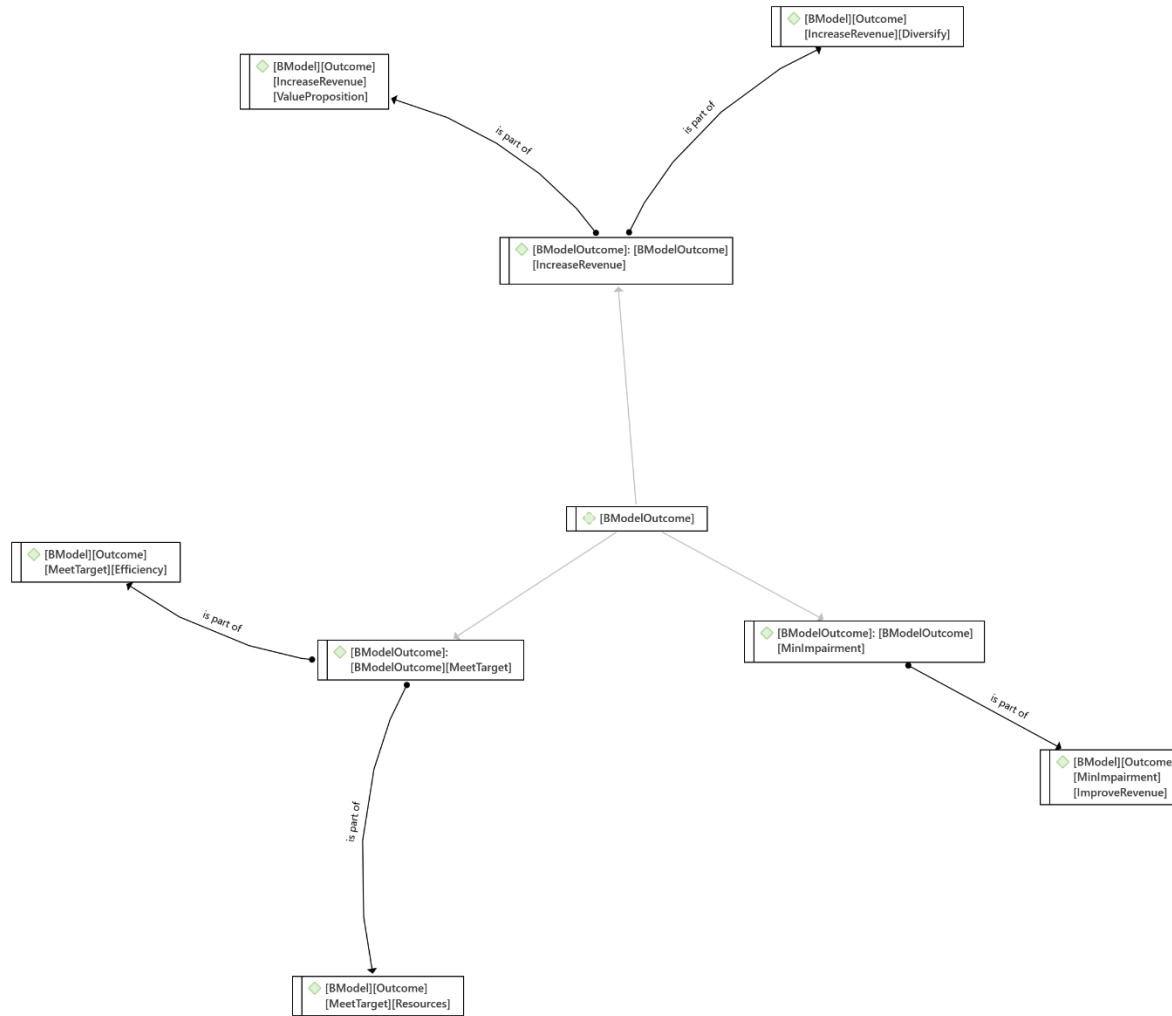 [BModel][Outcome]
[IncreaseRevenue][Diversify]
[BModel][Outcome]
[IncreaseRevenue]
[ValueProposition]
is part of
is part of
[BModelOutcome]: [BModelOutcome]
[IncreaseRevenue]
[BModelOutcome]
[BModel][Outcome]
[MeetTarget][Efficiency]
is part of
[BModelOutcome]:
[BModelOutcome][MeetTarget]
[BModelOutcome]: [BModelOutcome]
[MinImpairment]
is part of
[BModel][Outcome
[MinImpairment]
[ImproveRevenue]
is part of
[BModel][Outcome]
[MeetTarget][Resources]